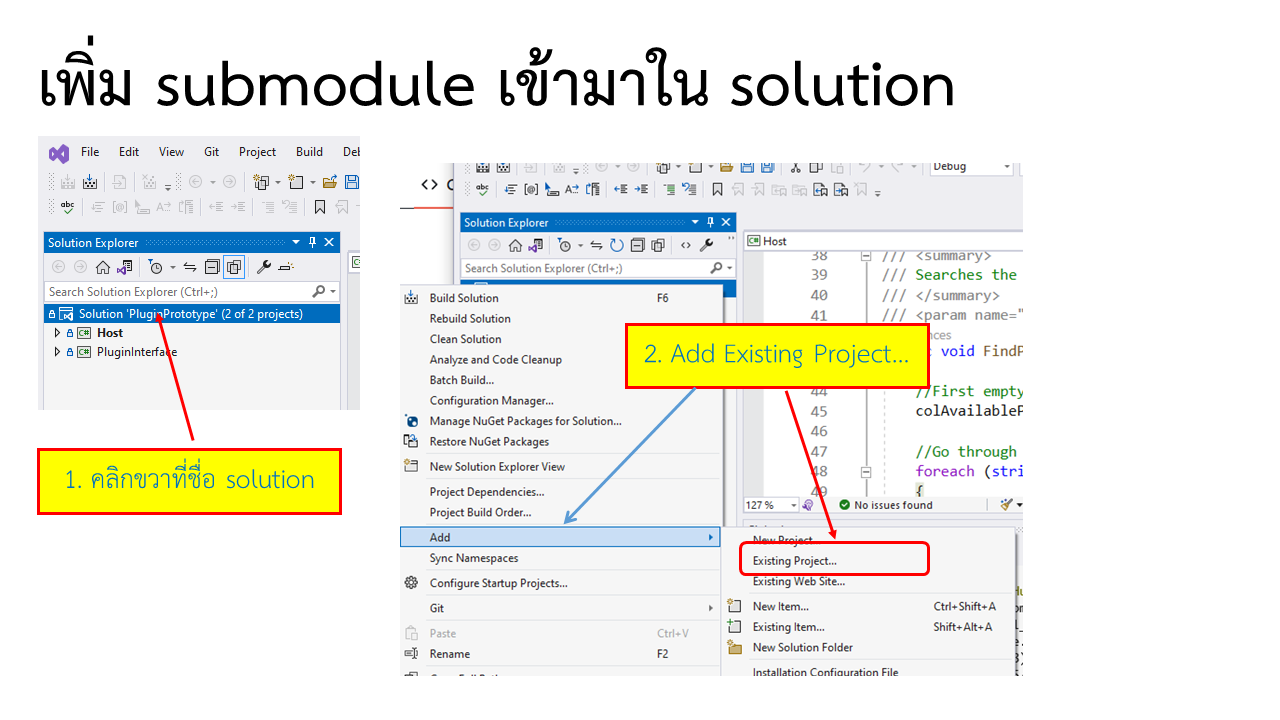 เพิ่ม submodule เข้ามาใน solution
File Edit View Git Project Build
Solution Explorer
Search Solution Explorer (Ctrl+;)
Solution 'PluginPrototype' (2 of 2 projects)
Host
PluginInterface
1. คลิกขวาที่ชื่อ solution
Debug
Solution Explorer
Search Solution Explorer (Ctrl+;)
Host
38 /// <summary>
39 /// Searches the
40 /// </summary>
41 /// <param name="
void FindP
44 //First empty
45 colAvailableP
46
47 //Go through
48 foreach (stri
49 {
127 % No issues found
2. Add Existing Project...
Build Solution F6
Rebuild Solution
Clean Solution
Analyze and Code Cleanup
Batch Build...
Configuration Manager...
Manage NuGet Packages for Solution...
Restore NuGet Packages
New Solution Explorer View
Project Dependencies...
Project Build Order...
Add
Sync Namespaces
Configure Startup Projects...
Git
Paste Ctrl+V
Rename F2
New Project
Existing Project...
Existing Web Site...
New Item... Ctrl+Shift+A
Existing Item... Shift+Alt+A
New Solution Folder
Installation Configuration File